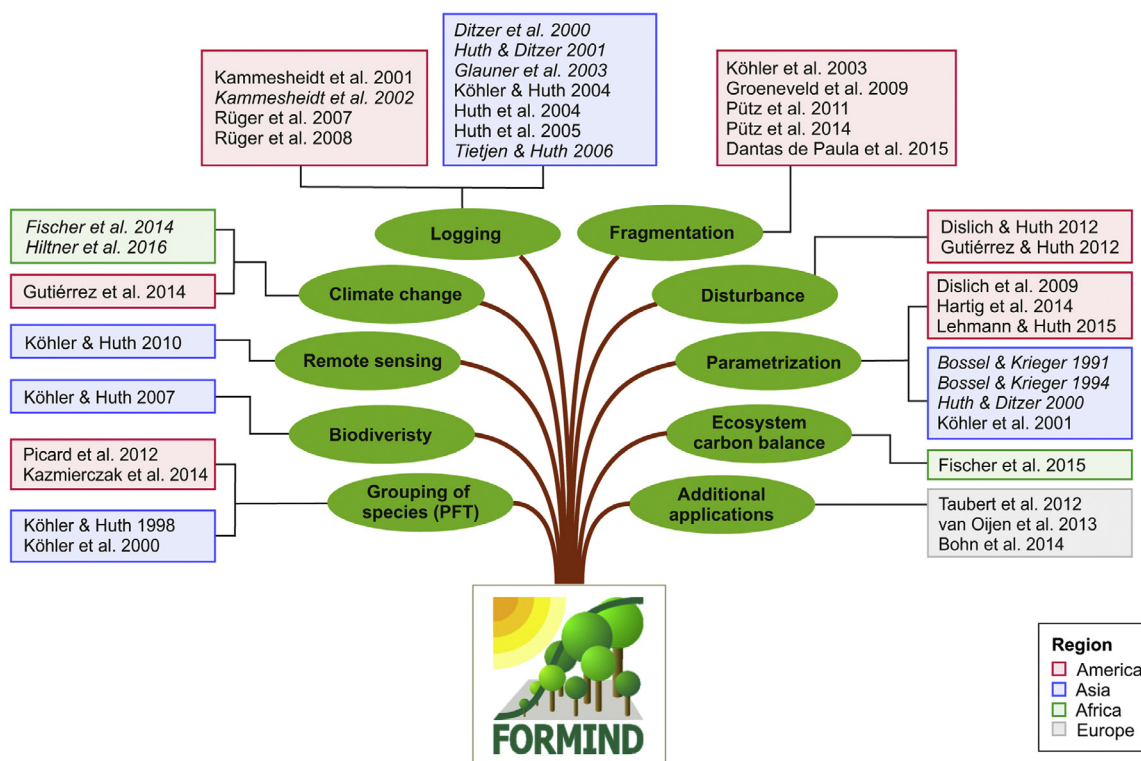 Kammesheidt et al. 2001
Kammesheidt et al. 2002
Rüger et al. 2007
Rüger et al. 2008
Ditzer et al. 2000
Huth & Ditzer 2001
Glauner et al. 2003
Köhler & Huth 2004
Huth et al. 2004
Huth et al. 2005
Tietjen & Huth 2006
Köhler et al. 2003
Groeneveld et al. 2009
Pütz et al. 2011
Pütz et al. 2014
Dantas de Paula et al. 2015
Logging
Fragmentation
Fischer et al. 2014
Hiltner et al. 2016
Gutiérrez et al. 2014
Climate change
Disturbance
Dislich & Huth 2012
Gutiérrez & Huth 2012
Köhler & Huth 2010
Remote sensing
Parametrization
Dislich et al. 2009
Hartig et al. 2014
Lehmann & Huth 2015
Bossel & Krieger 1991
Bossel & Krieger 1994
Huth & Ditzer 2000
Köhler et al. 2001
Köhler & Huth 2007
Biodiveristy
Ecosystem
carbon balance
Fischer et al. 2015
Picard et al. 2012
Kazmierczak et al. 2014
Köhler & Huth 1998
Köhler et al. 2000
Grouping of
species (PFT)
Additional
applications
Taubert et al. 2012
van Oijen et al. 2013
Bohn et al. 2014
FORMIND
Region
America
Asia
Africa
Europe